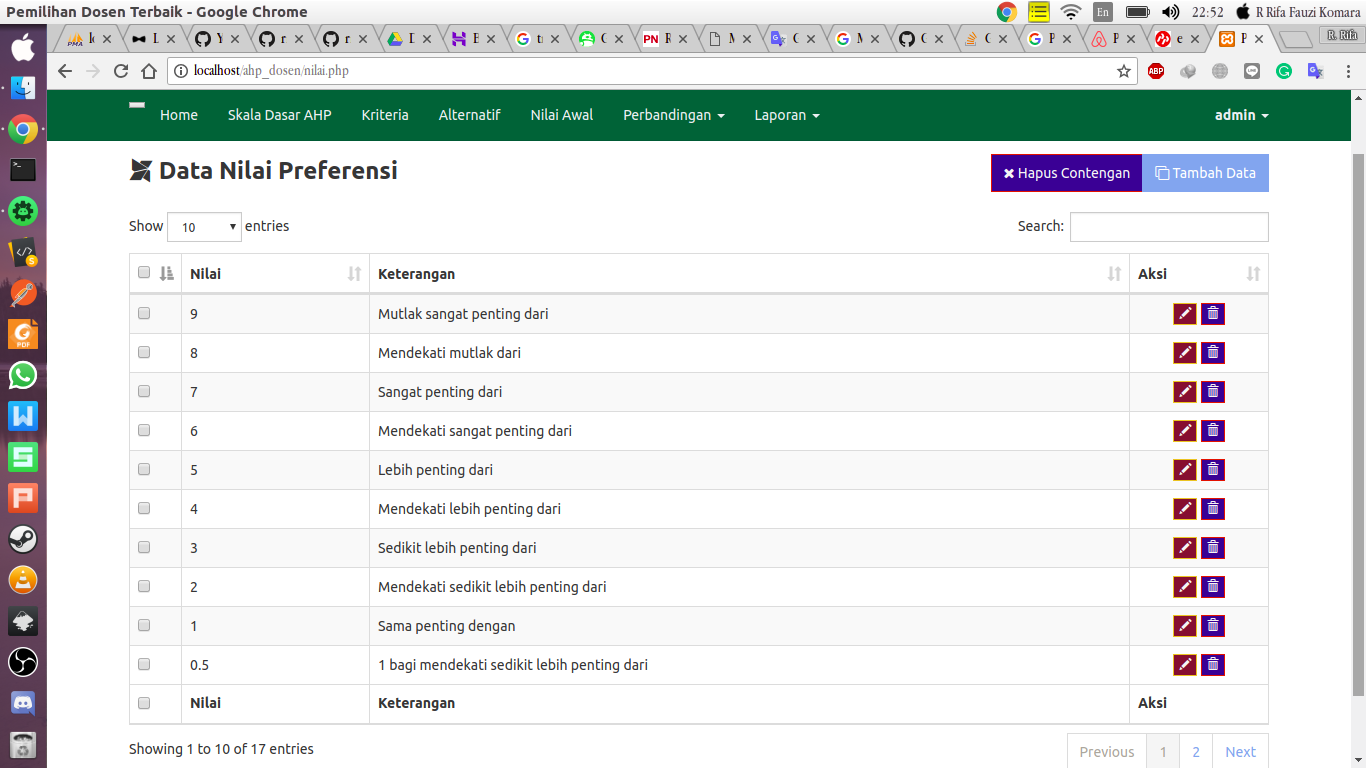 Pemilihan Dosen Terbaik - Google Chrome
En
22:52
R Rifa Fauzi Komara
R. Rifa
localhost/ahp_dosen/nilai.php
ABP
Home Skala Dasar AHP Kriteria Alternatif Nilai Awal Perbandingan Laporan admin
Data Nilai Preferensi
Hapus Contengan Tambah Data
Show 10 entries Search:
Nilai Keterangan Aksi
9 Mutlak sangat penting dari
8 Mendekati mutlak dari
7 Sangat penting dari
6 Mendekati sangat penting dari
5 Lebih penting dari
4 Mendekati lebih penting dari
3 Sedikit lebih penting dari
2 Mendekati sedikit lebih penting dari
1 Sama penting dengan
0.5 1 bagi mendekati sedikit lebih penting dari
Nilai Keterangan Aksi
Showing 1 to 10 of 17 entries Previous 1 2 Next